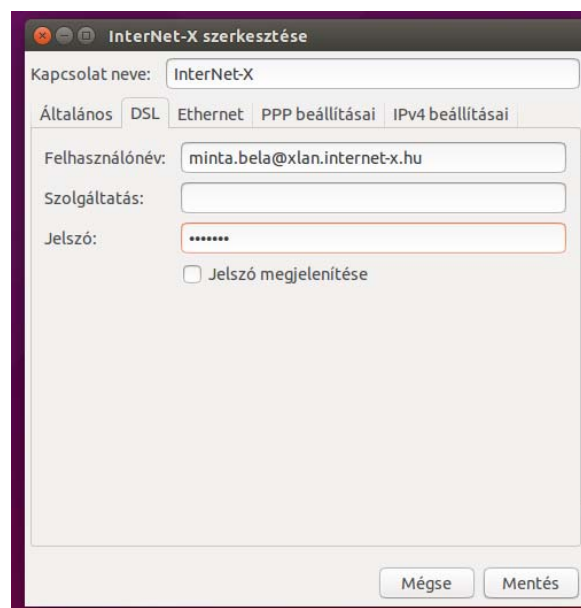 InterNet-X szerkesztése
Kapcsolat neve: InterNet-X
Általános DSL Ethernet PPP beállításai IPv4 beállításai
Felhasználónév: minta.bela@xlan.internet-x.hu
Szolgáltatás:
Jelszó: •••••••
Jelszó megjelenítése
Mégse Mentés